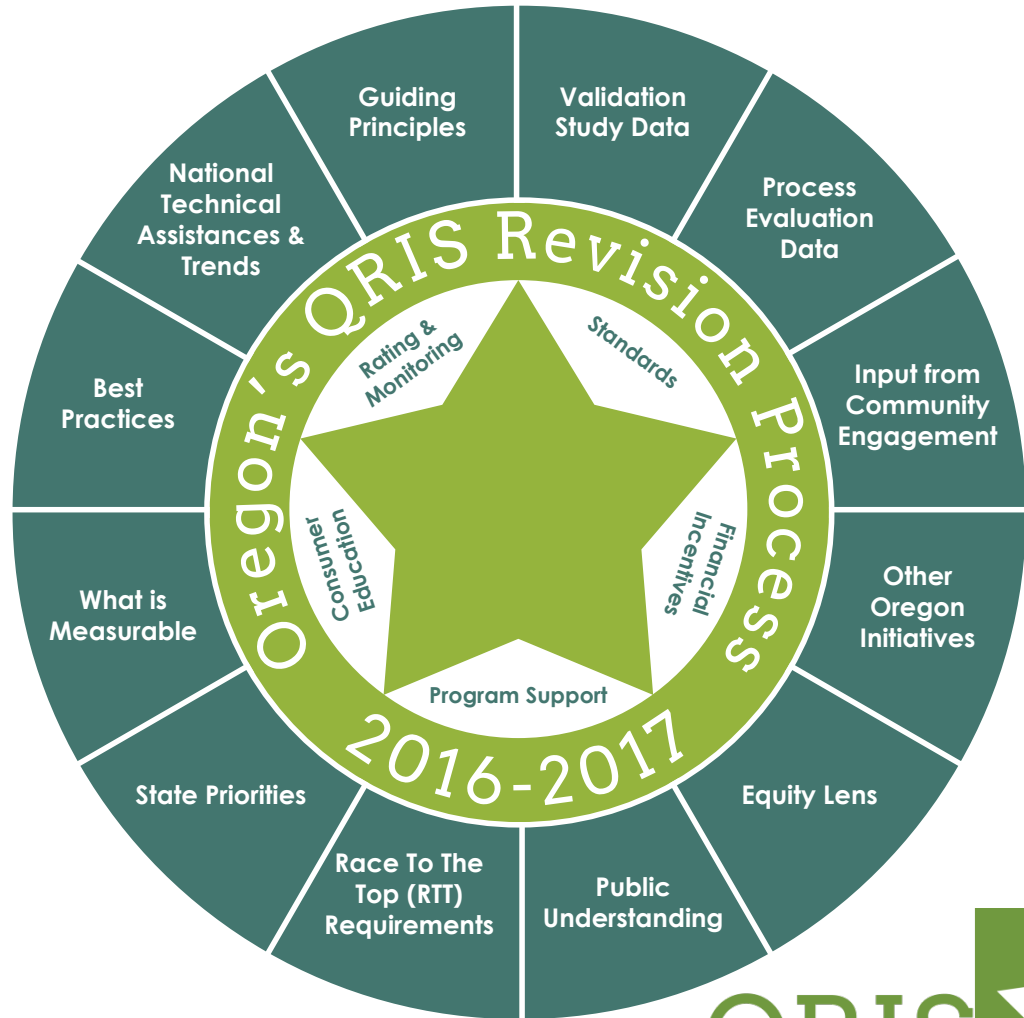 Guiding
Principles
Validation
Study Data
Process
Evaluation
Data
Input from
Community
Engagement
Other
Oregon
Initiatives
Equity Lens
Public
Understanding
Race To The
Top (RTT)
Requirements
State Priorities
What is
Measurable
Best
Practices
National
Technical
Assistances &
Trends
Oregon's QRIS Revision Process
2016-2017
Rating &
Monitoring
Standards
Financial
Incentives
Program Support
Consumer
Education
QRIS